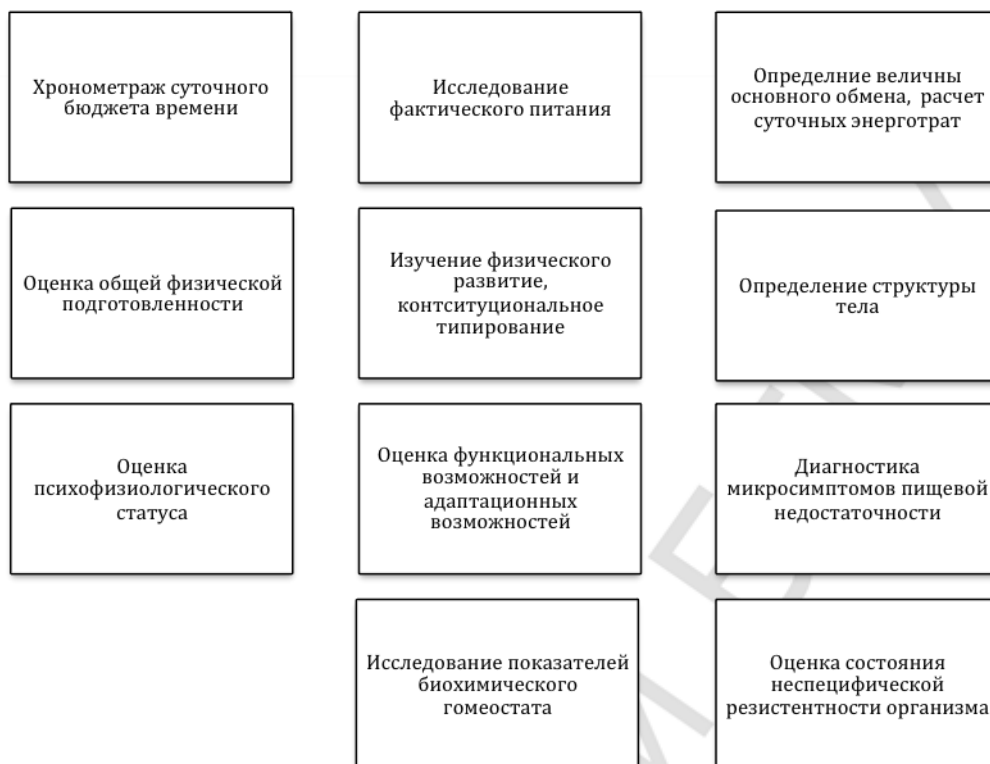 Хронометраж суточного
бюджета времени
Исследование
фактического питания
Определние величны
основного обмена, расчет
суточных энерготрат
Оценка общей физической
подготовленности
Изучение физического
развитие,
контситуциональное
типирование
Определение структуры
тела
Оценка
психофизиологического
статуса
Оценка функциональных
возможностей и
адаптационных
возможностей
Диагностика
микросимптомов пищевой
недостаточности
Исследование показателей
биохимического
гомеостата
Оценка состояния
неспецифической
резистентности организма